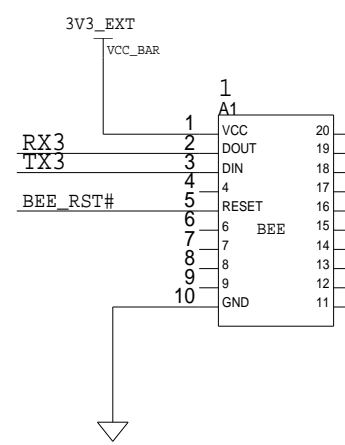 3V3_EXT
VCC_BAR
1
A1
1 VCC 20
RX3 2 DOUT 19
TX3 3 DIN 18
4 4 17
BEE_RST# 5 RESET 16
6 6 BEE 15
7 7 14
8 8 13
9 9 12
10 GND 11